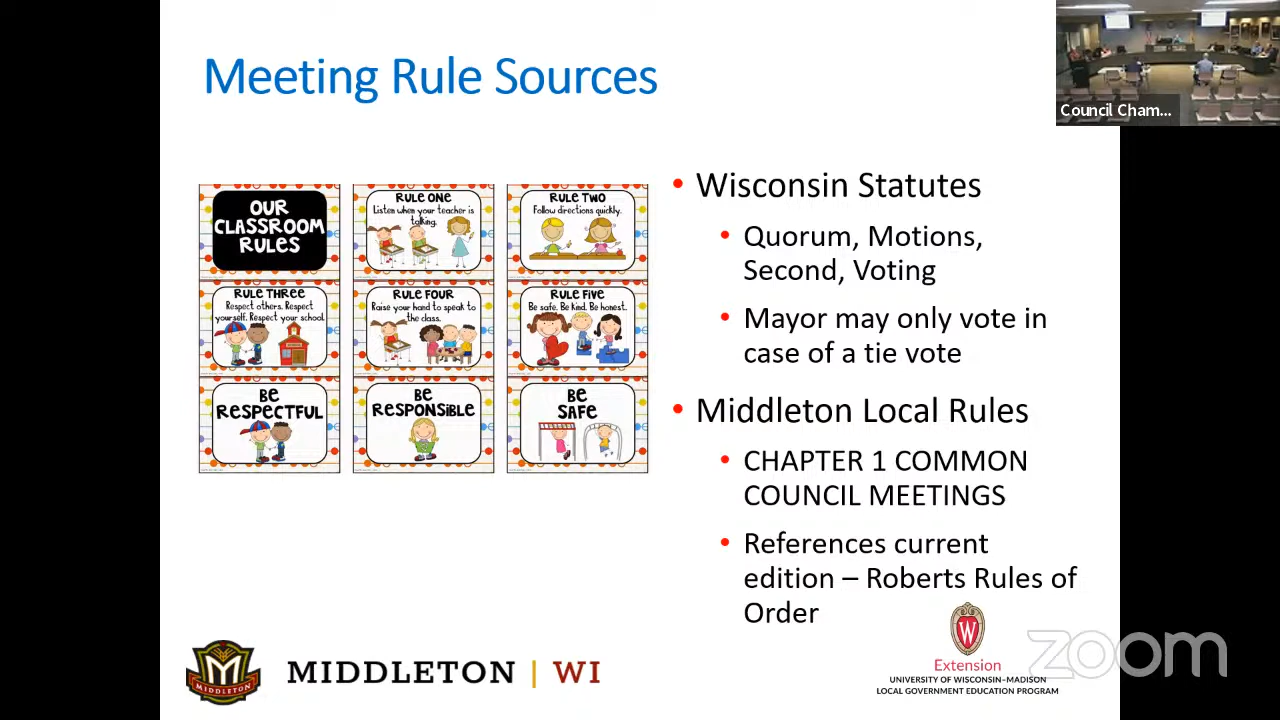 Meeting Rule Sources
Council Cham...
OUR
CLASSROOM
RULES
RULE ONE
Listen when your teacher is
talking.
RULE TWO
Follow directions quickly.
RULE THREE
Respect others. Respect
yourself. Respect your school.
RULE FOUR
Raise your hand to speak to
the class.
RULE FIVE
Be safe. Be kind. Be honest.
BE
RESPECTFUL
BE
RESPONSIBLE
BE
SAFE
• Wisconsin Statutes
• Quorum, Motions,
Second, Voting
• Mayor may only vote in
case of a tie vote
• Middleton Local Rules
• CHAPTER 1 COMMON
COUNCIL MEETINGS
• References current
edition – Roberts Rules of
Order
M
MIDDLETON
MIDDLETON | WI
W
Extension
UNIVERSITY OF WISCONSIN–MADISON
LOCAL GOVERNMENT EDUCATION PROGRAM
zoom